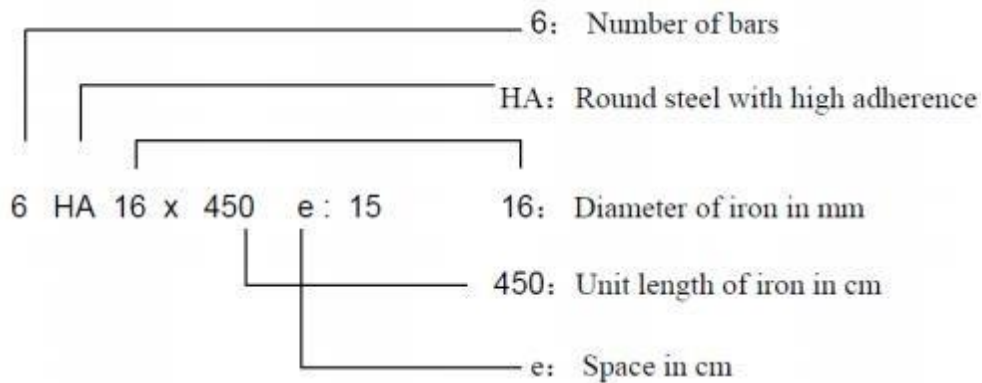 6： Number of bars
HA： Round steel with high adherence
6 HA 16 x 450 e : 15
16： Diameter of iron in mm
450： Unit length of iron in cm
e： Space in cm